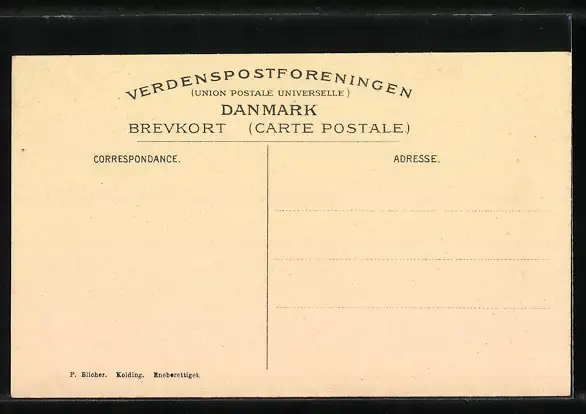 VERDENSPOSTFORENINGEN
(UNION POSTALE UNIVERSELLE)
DANMARK
BREVKORT (CARTE POSTALE.)
CORRESPONDANCE.
ADRESSE.
P. Blicher. Kolding. Eneberettiget.